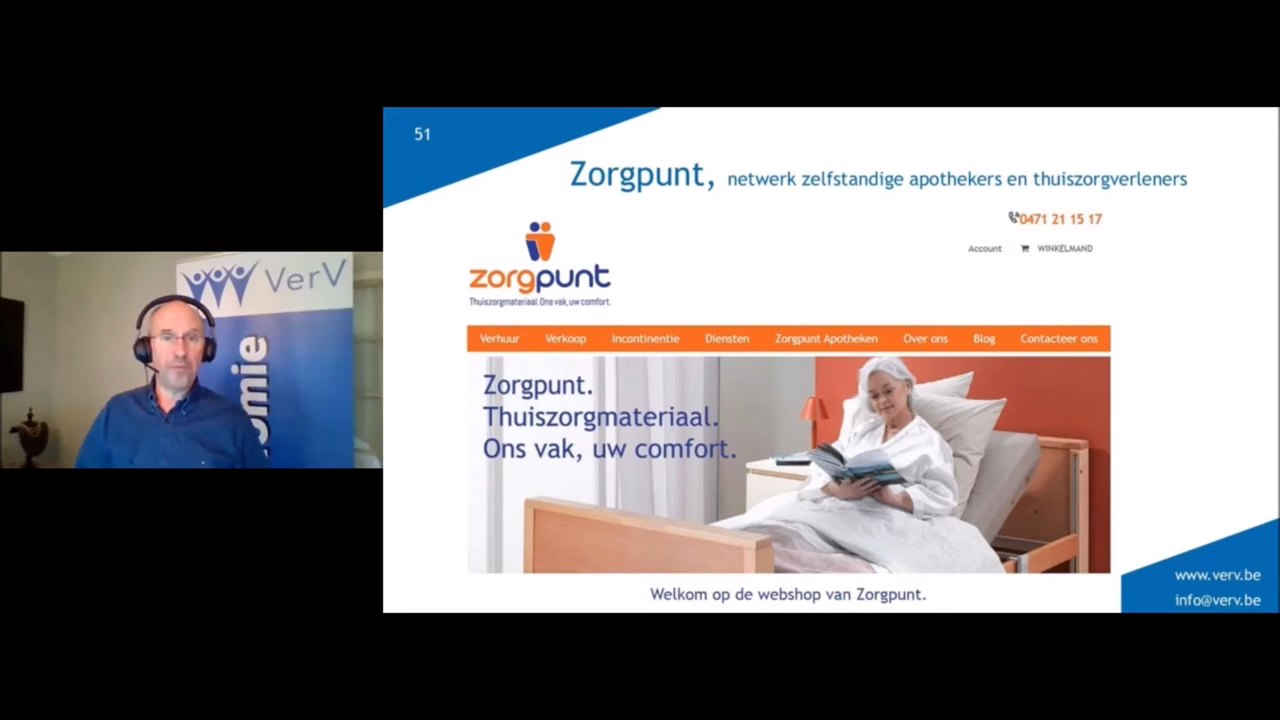 VerV
omie
51
Zorgpunt, netwerk zelfstandige apothekers en thuiszorgverleners
0471 21 15 17
Account WINKELMAND
zorgpunt
Thuiszorgmateriaal. Ons vak, uw comfort.
Verhuur Verkoop Incontinentie Diensten Zorgpunt Apotheken Over ons Blog Contacteer ons
Zorgpunt.
Thuiszorgmateriaal.
Ons vak, uw comfort.
Welkom op de webshop van Zorgpunt.
www.verv.be
info@verv.be